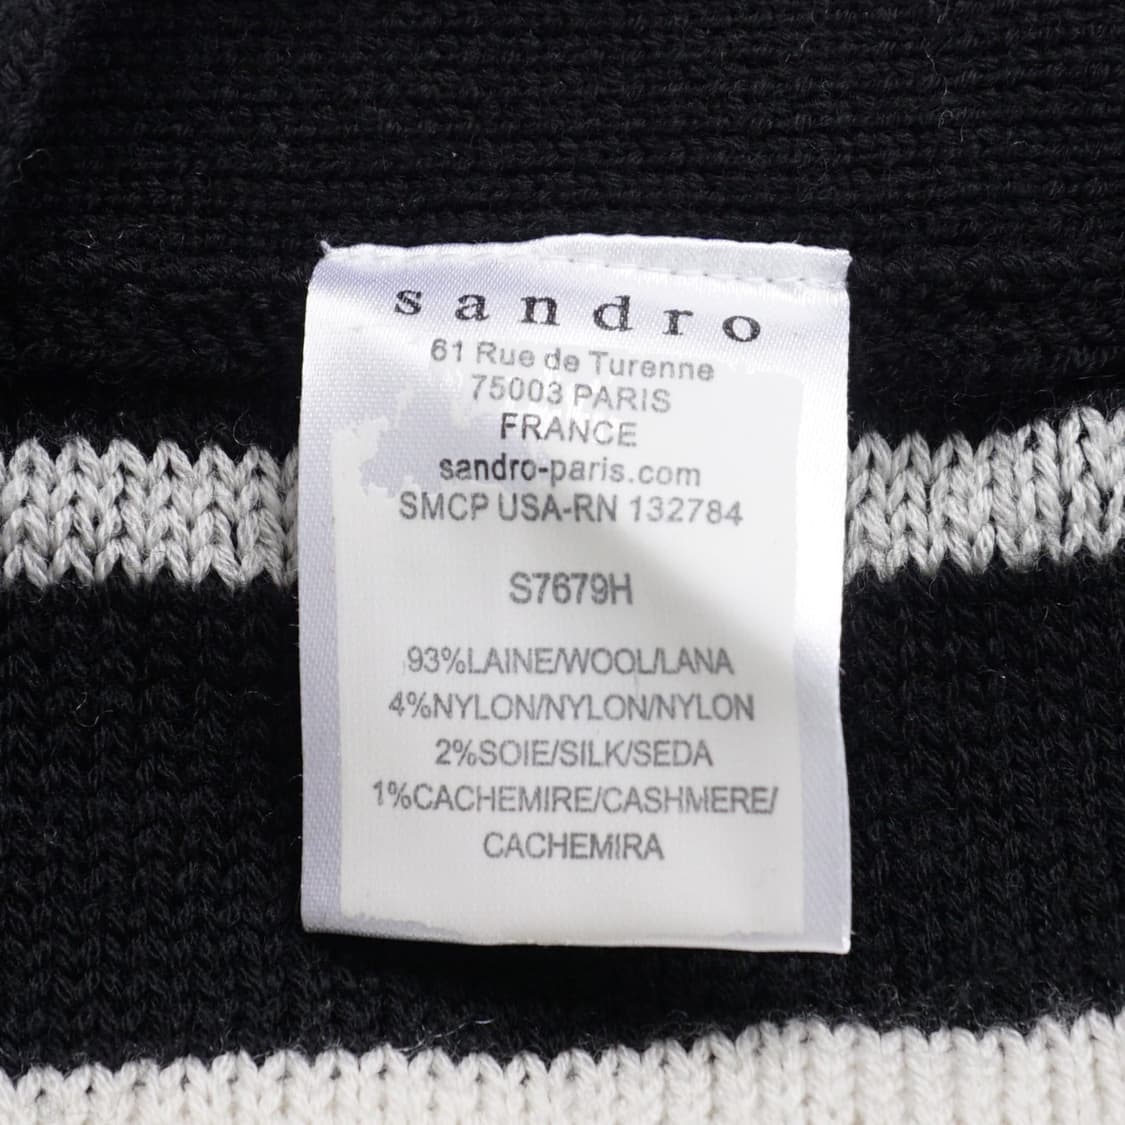 sandro
61 Rue de Turenne
75003 PARIS
FRANCE
sandro-paris.com
SMCP USA-RN 132784
S7679H
93%LAINE/WOOL/LANA
4%NYLON/NYLON/NYLON
2%SOIE/SILK/SEDA
1%CACHEMIRE/CASHMERE/
CACHEMIRA